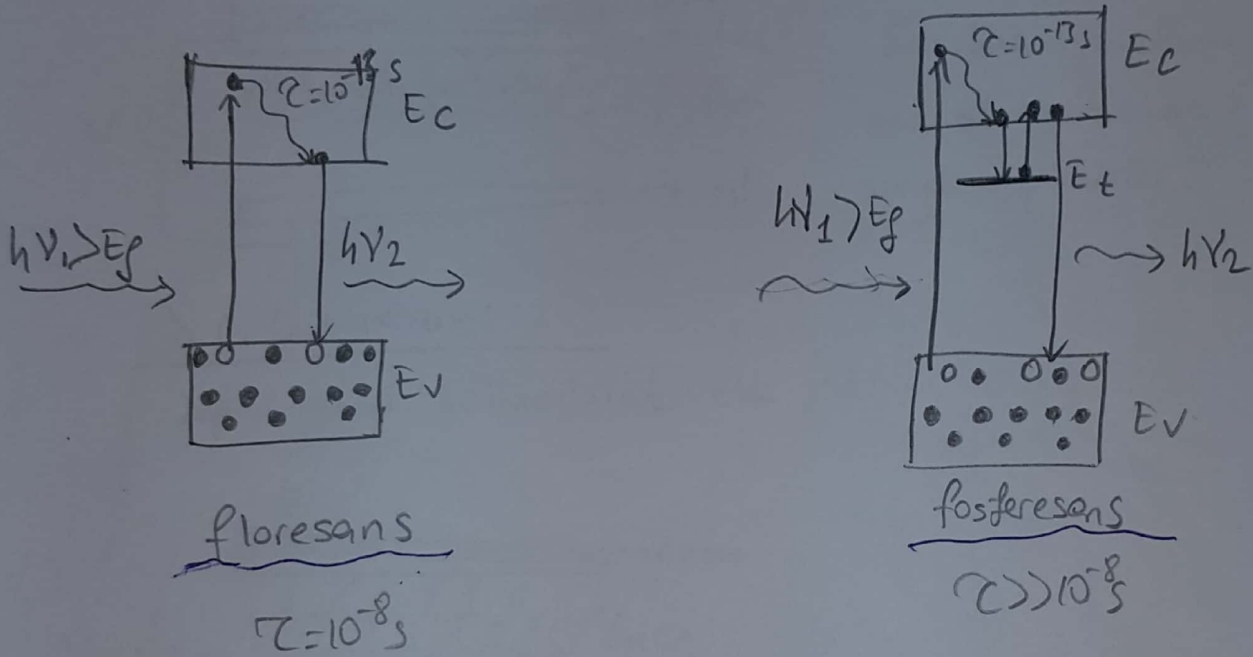 τ=10⁻¹³ s
Ec
hν₁>Eg
hν₂
Ev
floresans
τ=10⁻⁸s
τ=10⁻¹³s
Ec
Et
hν₁>Eg
hν₂
Ev
fosferesans
τ>>10⁻⁸s